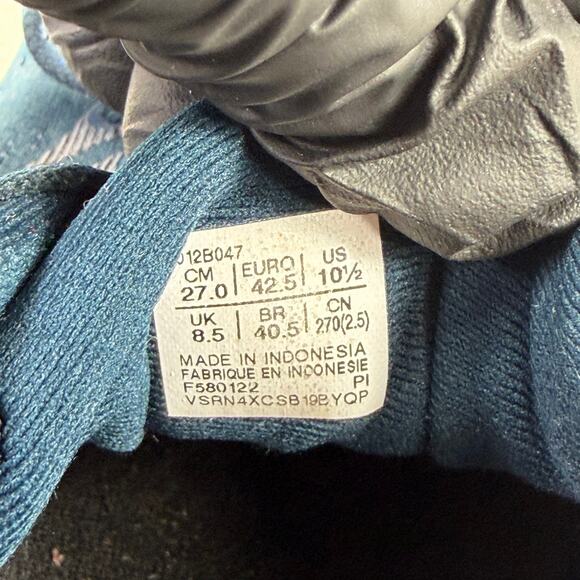 012B047
CM | EURO | US
27.0 | 42.5 | 10½
UK | BR | CN
8.5 | 40.5 | 270(2.5)
MADE IN INDONESIA
FABRIQUE EN INDONESIE
F580122 PI
VSRN4XCSB19BYQP